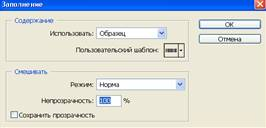 Заполнение
Содержание
Использовать: Образец
Пользовательский шаблон:
OK
Отмена
Смешивать
Режим: Норма
Непрозрачность: 100 %
Сохранить прозрачность